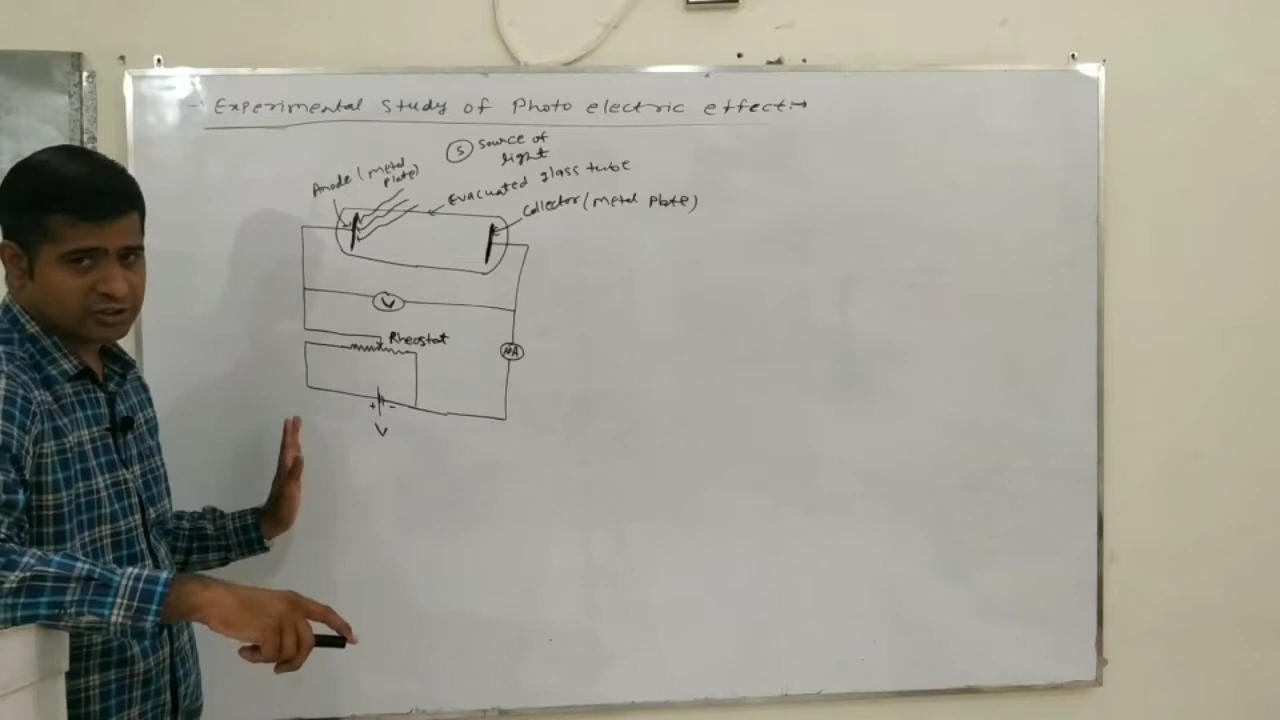 Experimental Study of Photo electric effect:→
S Source of
light
Anode (metal
plate)
Evacuated glass tube
Collector (metal plate)
V
Rheostat
μA
+ -
V